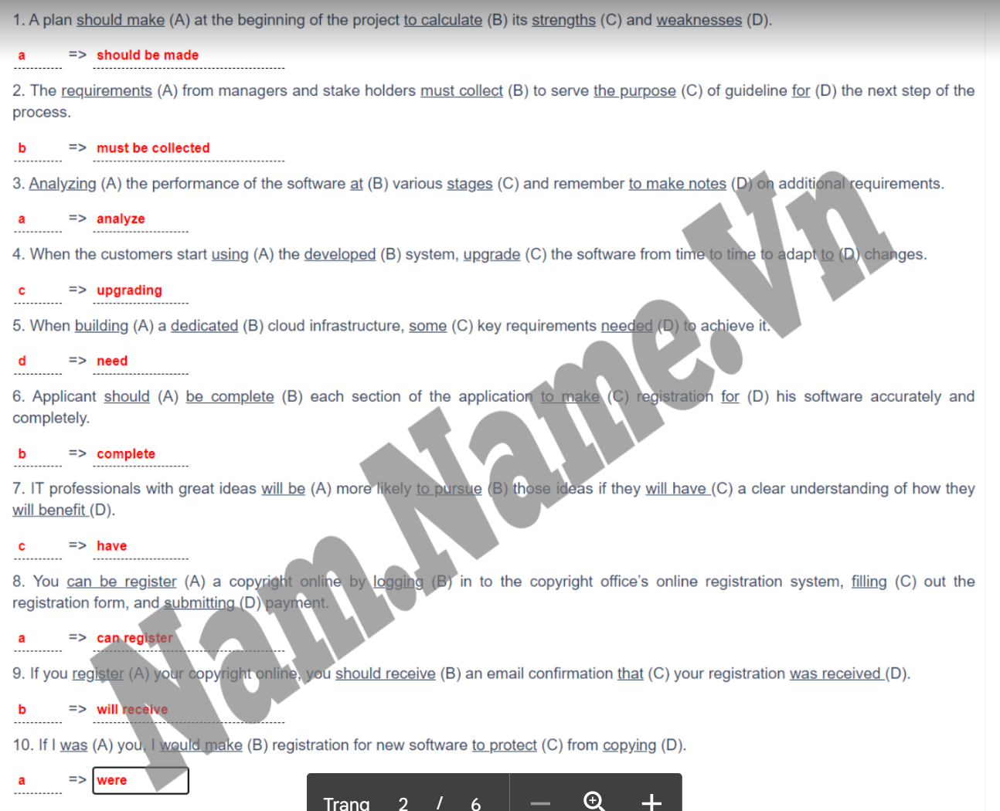 1. A plan should make (A) at the beginning of the project to calculate (B) its strengths (C) and weaknesses (D).
a => should be made
2. The requirements (A) from managers and stake holders must collect (B) to serve the purpose (C) of guideline for (D) the next step of the
process.
b => must be collected
3. Analyzing (A) the performance of the software at (B) various stages (C) and remember to make notes (D) on additional requirements.
a => analyze
4. When the customers start using (A) the developed (B) system, upgrade (C) the software from time to time to adapt to (D) changes.
c => upgrading
5. When building (A) a dedicated (B) cloud infrastructure, some (C) key requirements needed (D) to achieve it.
d => need
6. Applicant should (A) be complete (B) each section of the application to make (C) registration for (D) his software accurately and
completely.
b => complete
7. IT professionals with great ideas will be (A) more likely to pursue (B) those ideas if they will have (C) a clear understanding of how they
will benefit (D).
c => have
8. You can be register (A) a copyright online by logging (B) in to the copyright office's online registration system, filling (C) out the
registration form, and submitting (D) payment.
a => can register
9. If you register (A) your copyright online, you should receive (B) an email confirmation that (C) your registration was received (D).
b => will receive
10. If I was (A) you, I would make (B) registration for new software to protect (C) from copying (D).
a => were
Nam.Name.Vn
Trang 2 / 6